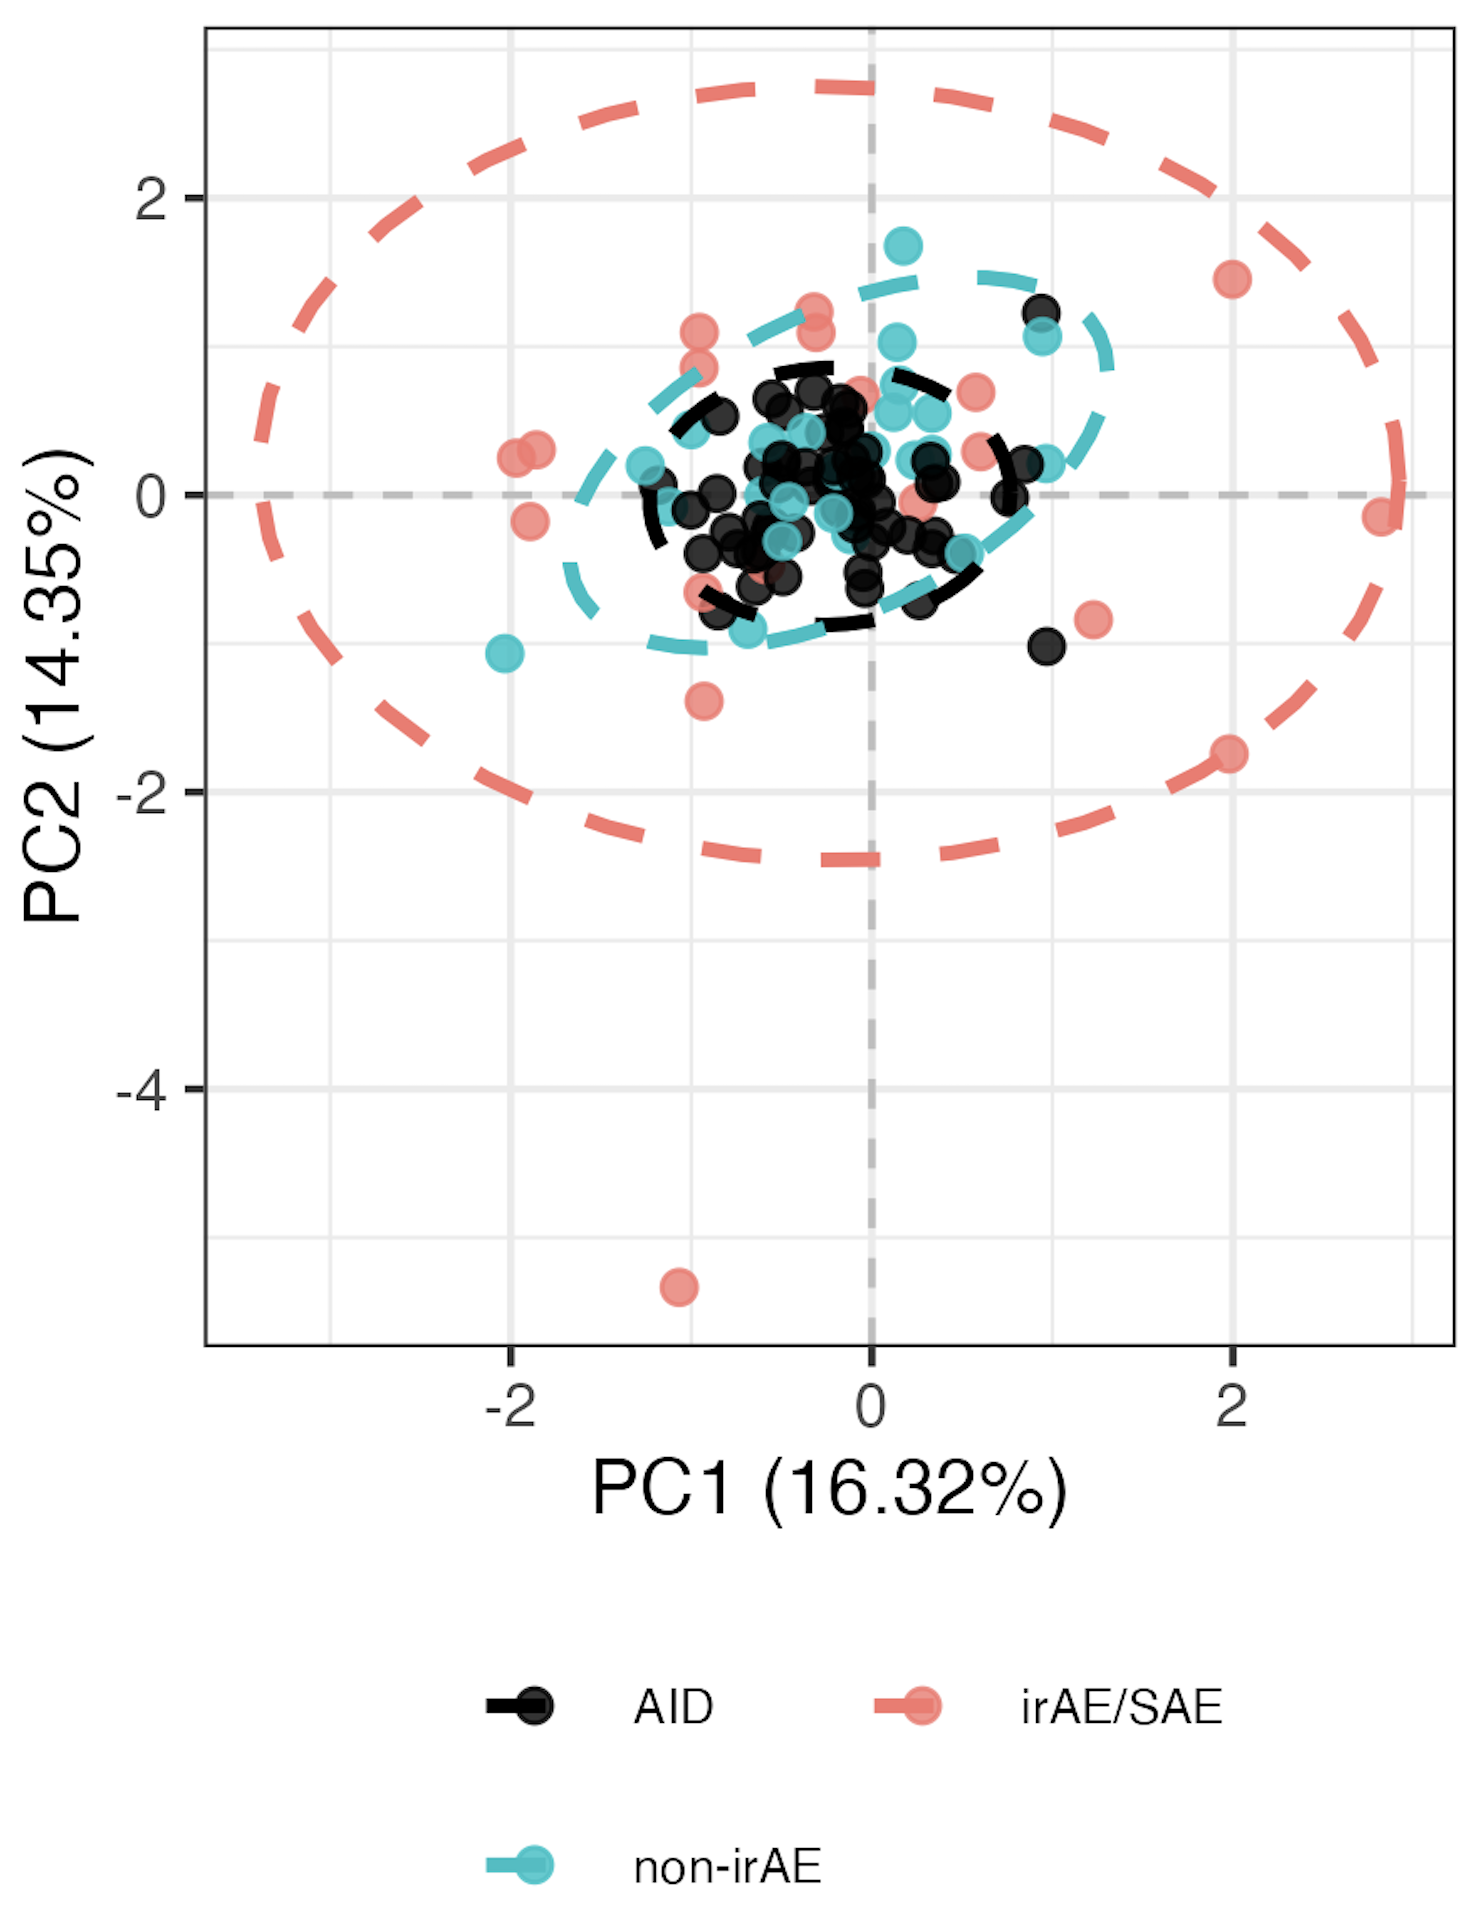 2
0
-2
-4
PC2 (14.35%)
-2
0
2
PC1 (16.32%)
AID
irAE/SAE
non-irAE